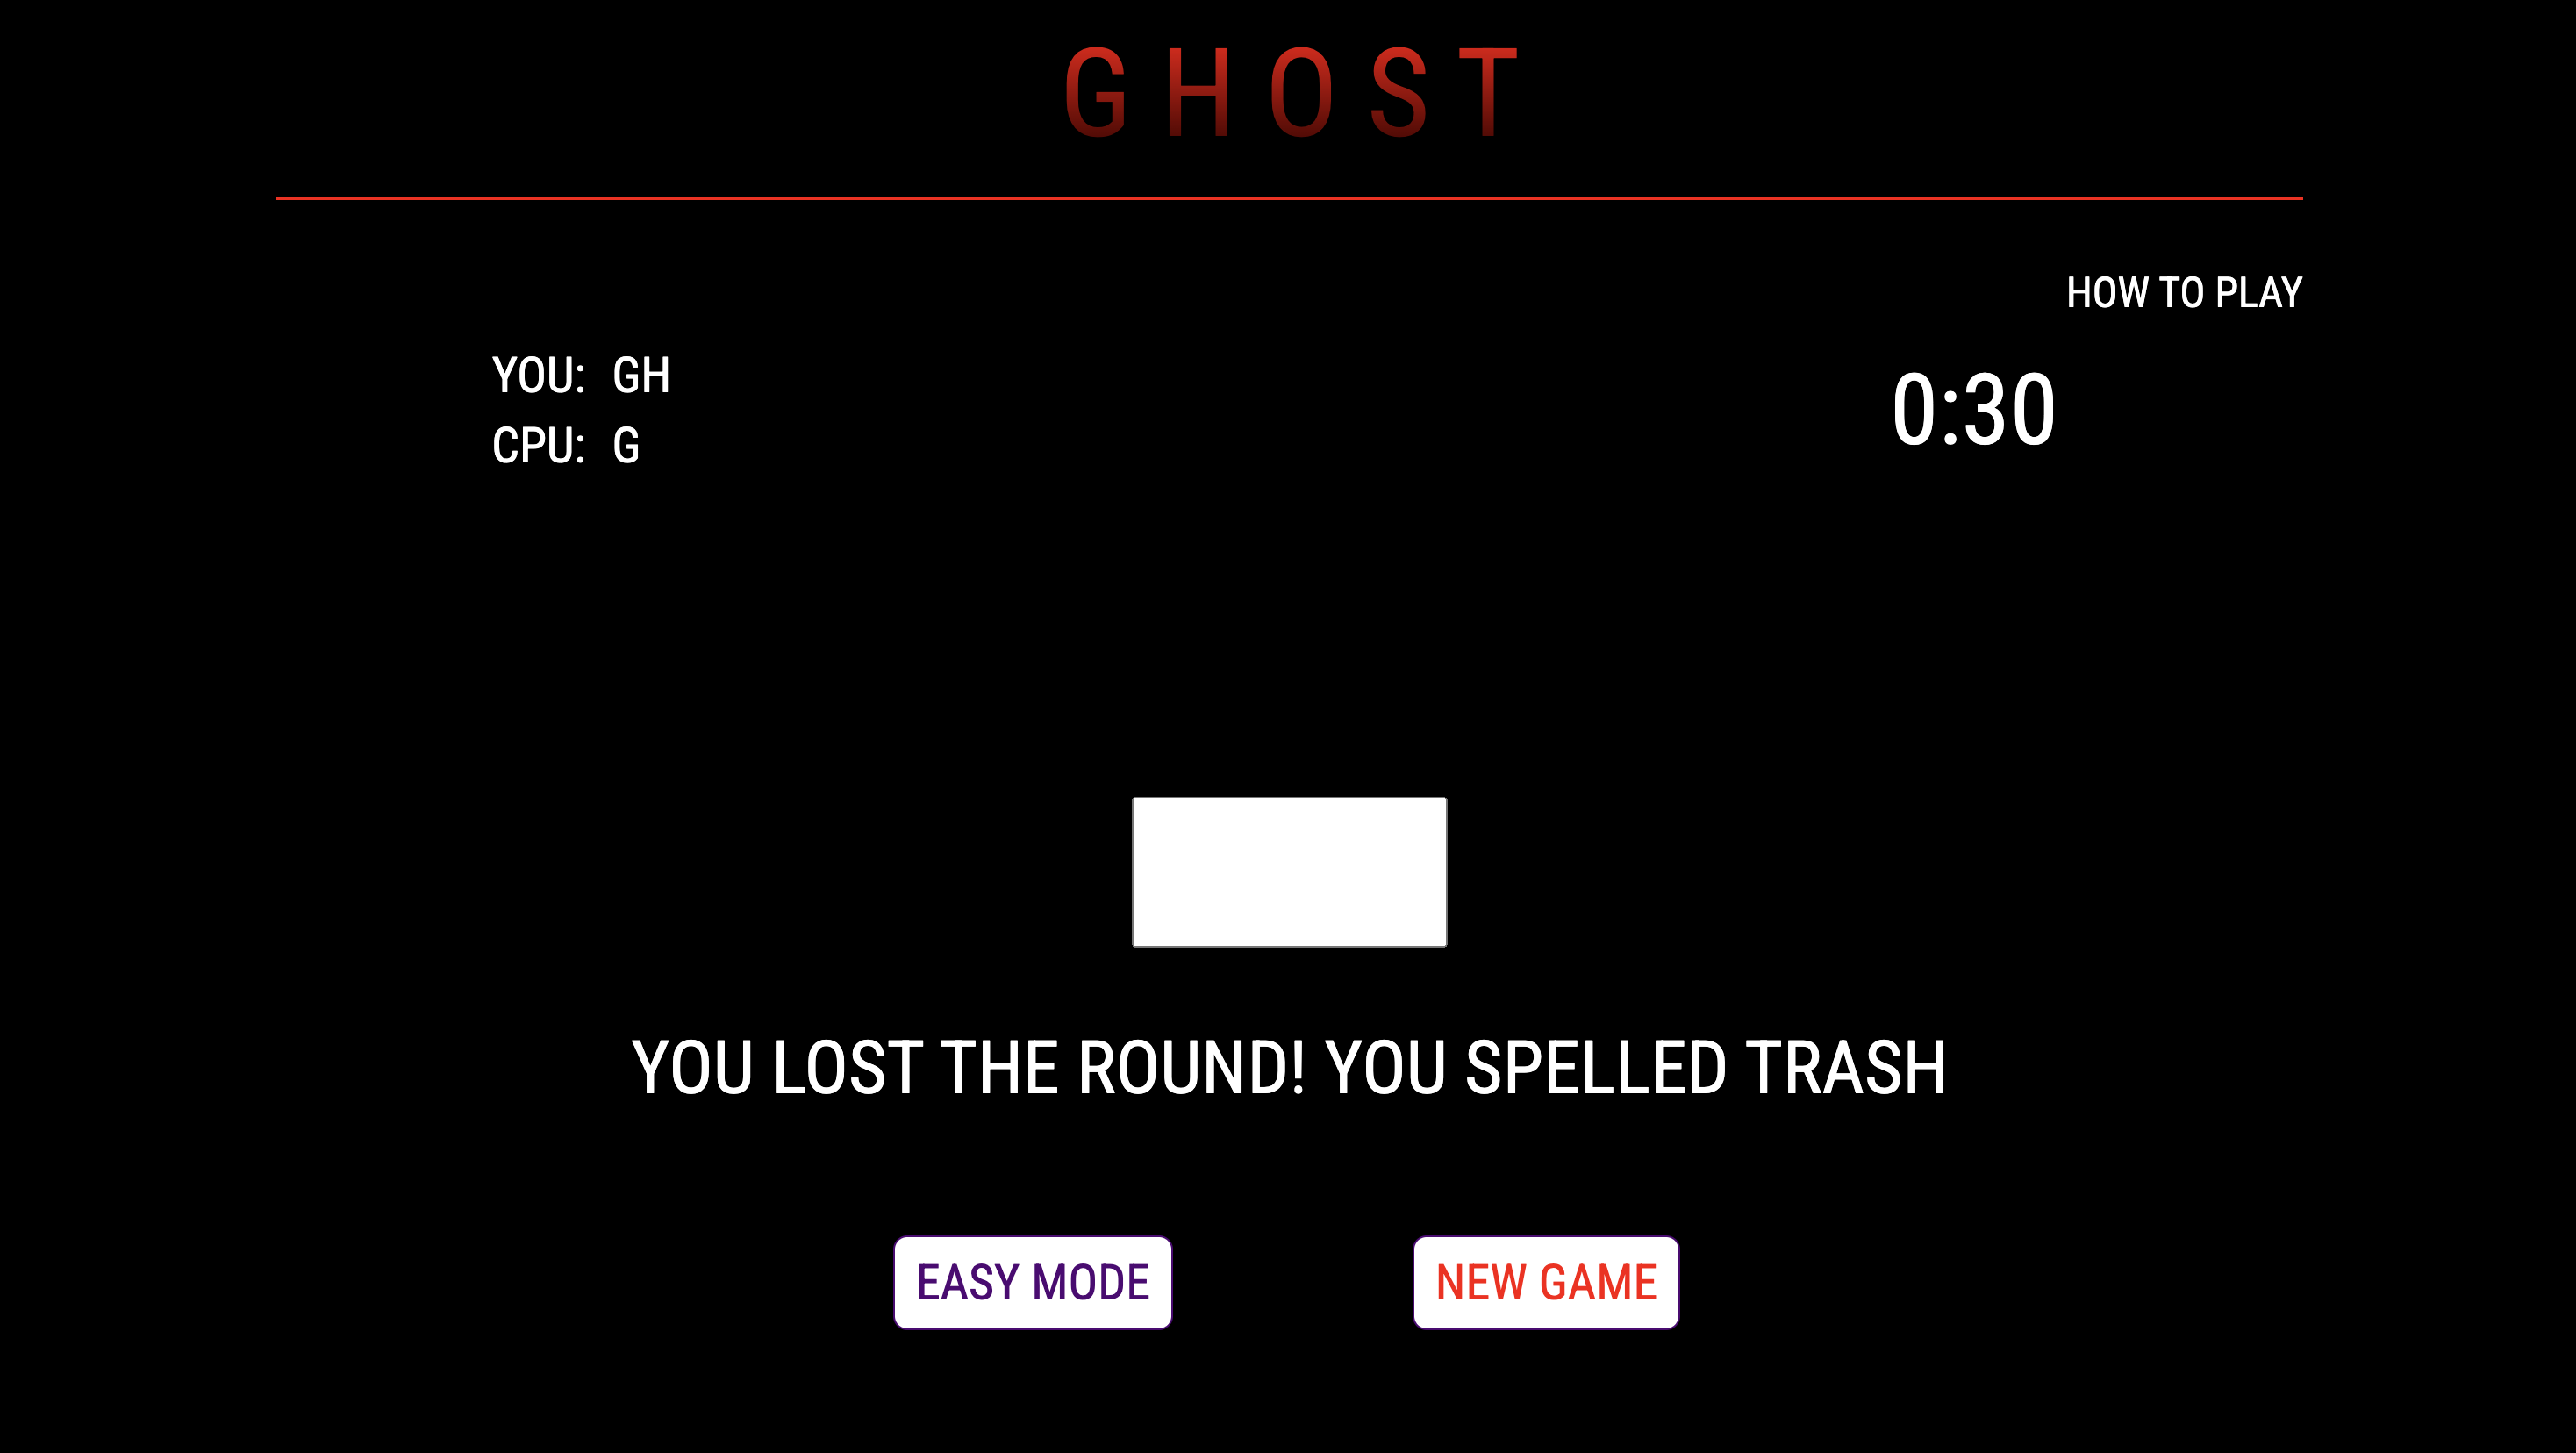 GHOST
HOW TO PLAY
YOU: GH
CPU: G
0:30
YOU LOST THE ROUND! YOU SPELLED TRASH
EASY MODE
NEW GAME